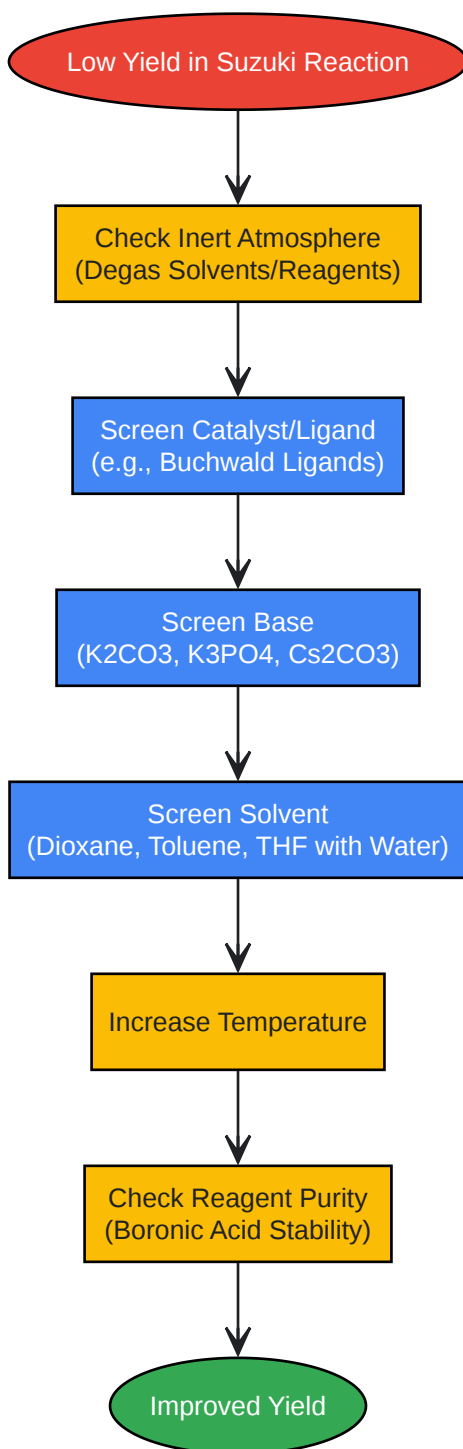 Low Yield in Suzuki Reaction
Check Inert Atmosphere
(Degas Solvents/Reagents)
Screen Catalyst/Ligand
(e.g., Buchwald Ligands)
Screen Base
(K2CO3, K3PO4, Cs2CO3)
Screen Solvent
(Dioxane, Toluene, THF with Water)
Increase Temperature
Check Reagent Purity
(Boronic Acid Stability)
Improved Yield